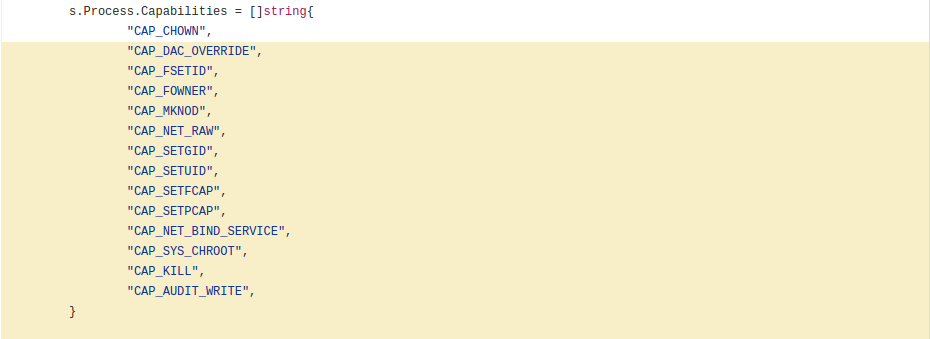 s.Process.Capabilities = []string{
"CAP_CHOWN",
"CAP_DAC_OVERRIDE",
"CAP_FSETID",
"CAP_FOWNER",
"CAP_MKNOD",
"CAP_NET_RAW",
"CAP_SETGID",
"CAP_SETUID",
"CAP_SETFCAP",
"CAP_SETPCAP",
"CAP_NET_BIND_SERVICE",
"CAP_SYS_CHROOT",
"CAP_KILL",
"CAP_AUDIT_WRITE",
}